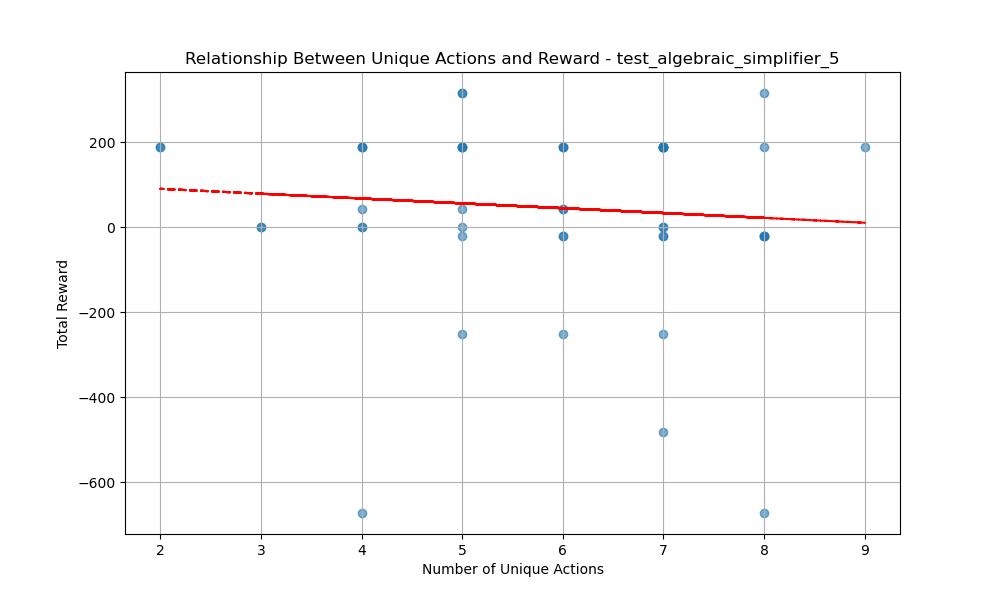 Relationship Between Unique Actions and Reward - test_algebraic_simplifier_5
Total Reward
200
0
−200
−400
−600
2 3 4 5 6 7 8 9
Number of Unique Actions